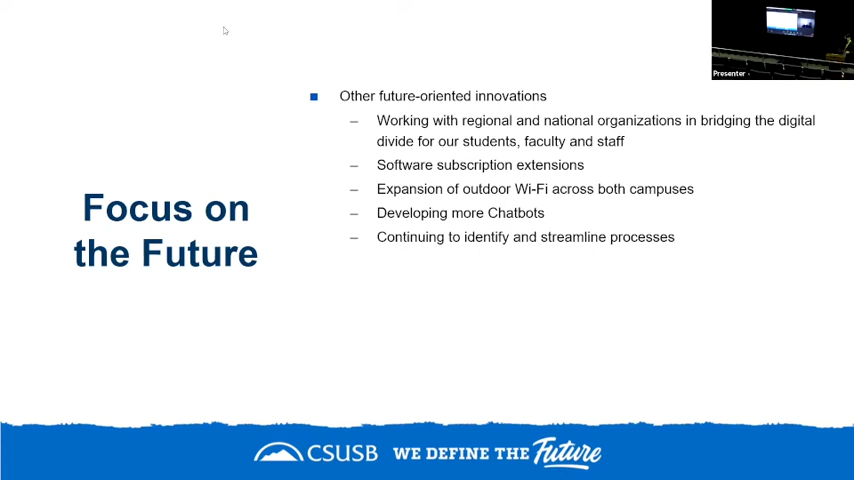 Presenter
Focus on
the Future
Other future-oriented innovations
– Working with regional and national organizations in bridging the digital
divide for our students, faculty and staff
– Software subscription extensions
– Expansion of outdoor Wi-Fi across both campuses
– Developing more Chatbots
– Continuing to identify and streamline processes
CSUSB WE DEFINE THE Future